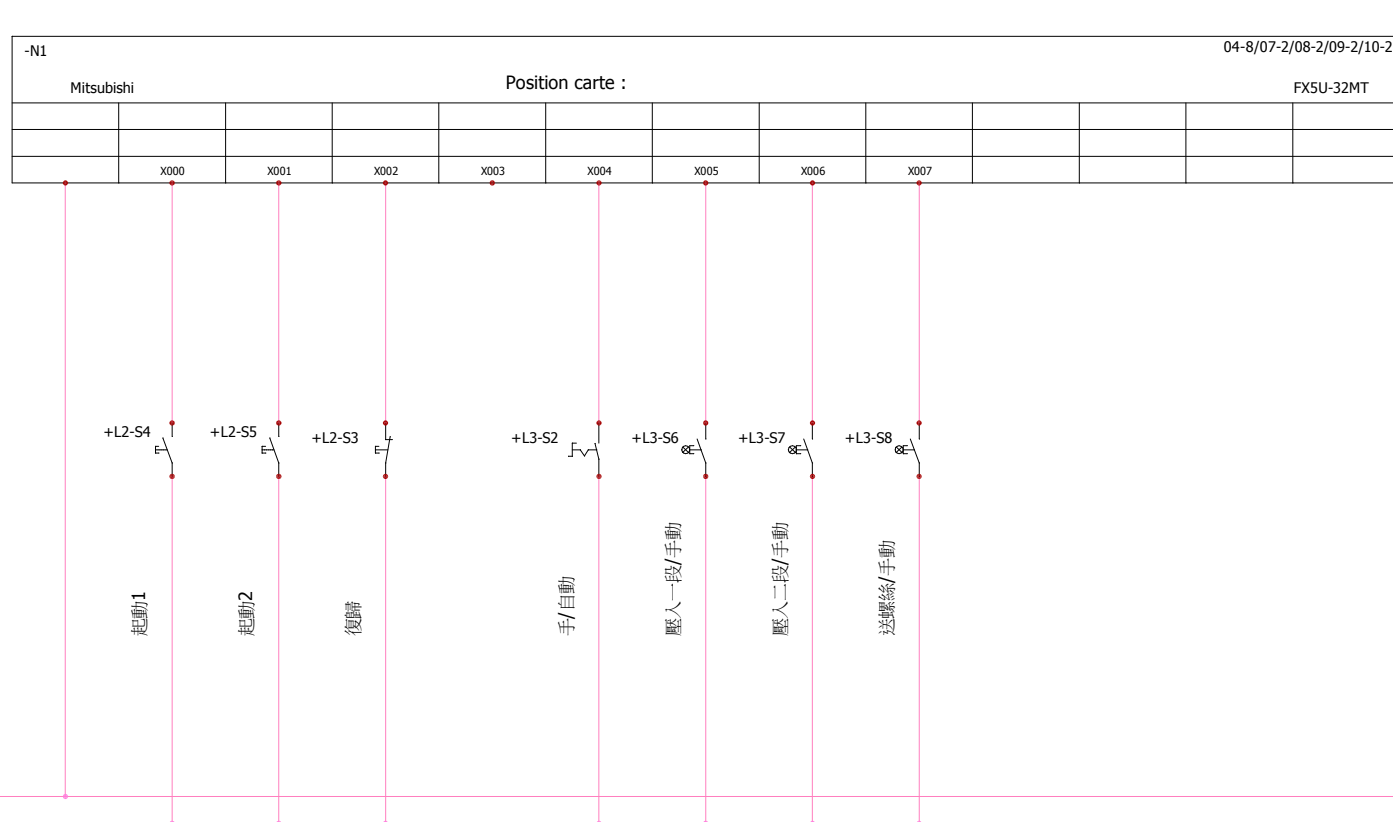 -N1
04-8/07-2/08-2/09-2/10-2
Mitsubishi
Position carte :
FX5U-32MT
X000
X001
X002
X003
X004
X005
X006
X007
+L2-S4
+L2-S5
+L2-S3
+L3-S2
+L3-S6
+L3-S7
+L3-S8
起動1
起動2
復歸
手/自動
壓入一段/手動
壓入二段/手動
送螺絲/手動